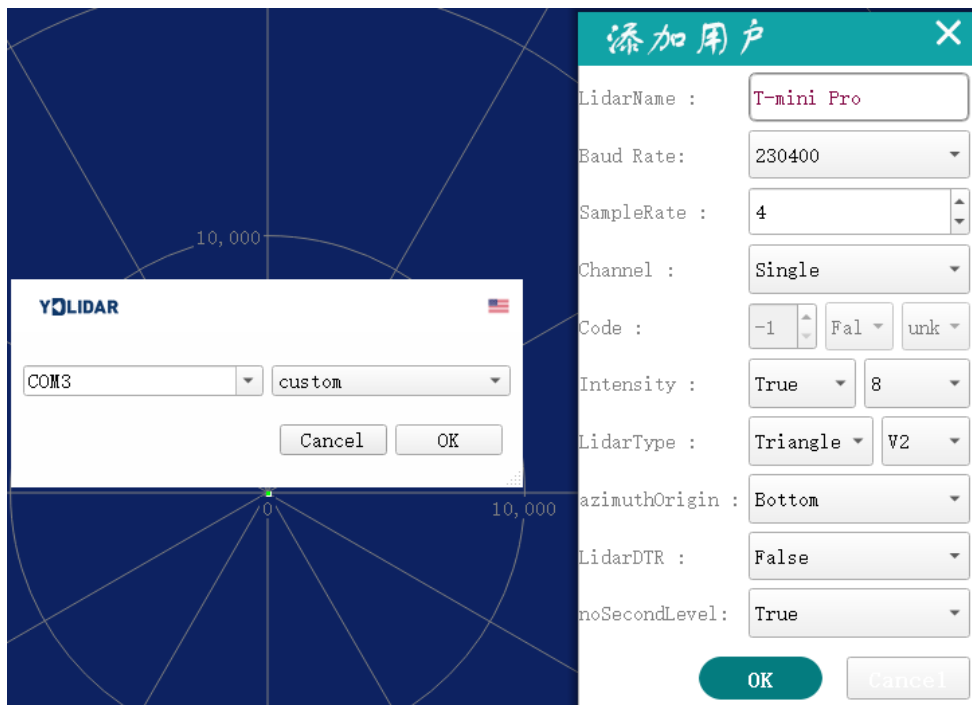 添加用户
LidarName :
T-mini Pro
Baud Rate:
230400
SampleRate :
4
Channel :
Single
Code :
-1
Fal
unk
Intensity :
True
8
LidarType :
Triangle
V2
azimuthOrigin :
Bottom
LidarDTR :
False
noSecondLevel:
True
OK
Cancel
10,000
YDLIDAR
COM3
custom
Cancel
OK
0
10,000